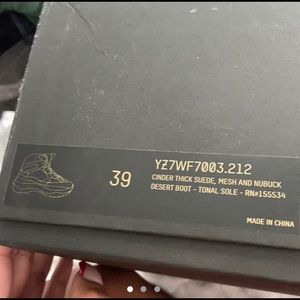 39
YZ7WF7003.212
CINDER THICK SUEDE, MESH AND NUBUCK
DESERT BOOT - TONAL SOLE - RN#155534
MADE IN CHINA